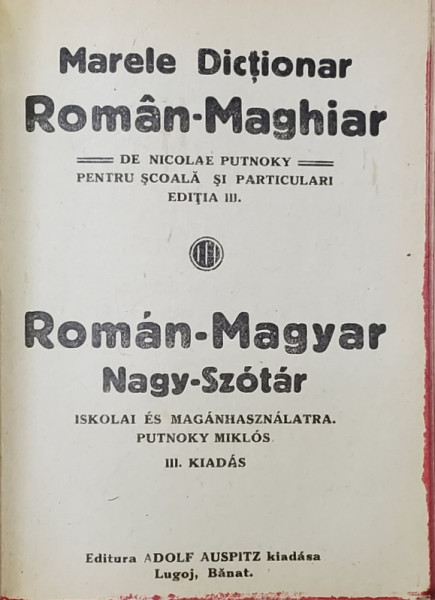 Marele Dicționar
Român-Maghiar
DE NICOLAE PUTNOKY
PENTRU ȘCOALĂ ȘI PARTICULARI
EDIȚIA III.
Román-Magyar
Nagy-Szótár
ISKOLAI ÉS MAGÁNHASZNÁLATRA.
PUTNOKY MIKLÓS
III. KIADÁS
Editura ADOLF AUSPITZ kiadása
Lugoj, Bănat.